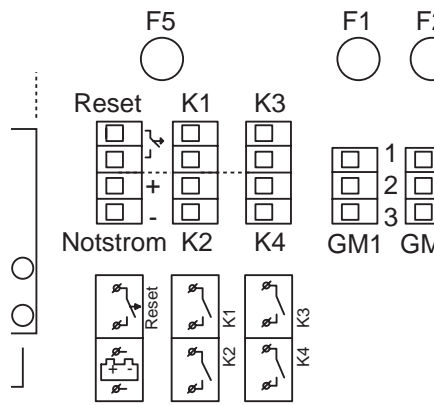 F5 F1
Reset K1 K3
1
2
+
3
-
Notstrom K2 K4 GM1
Reset K1 K3
K2 K4
+ -